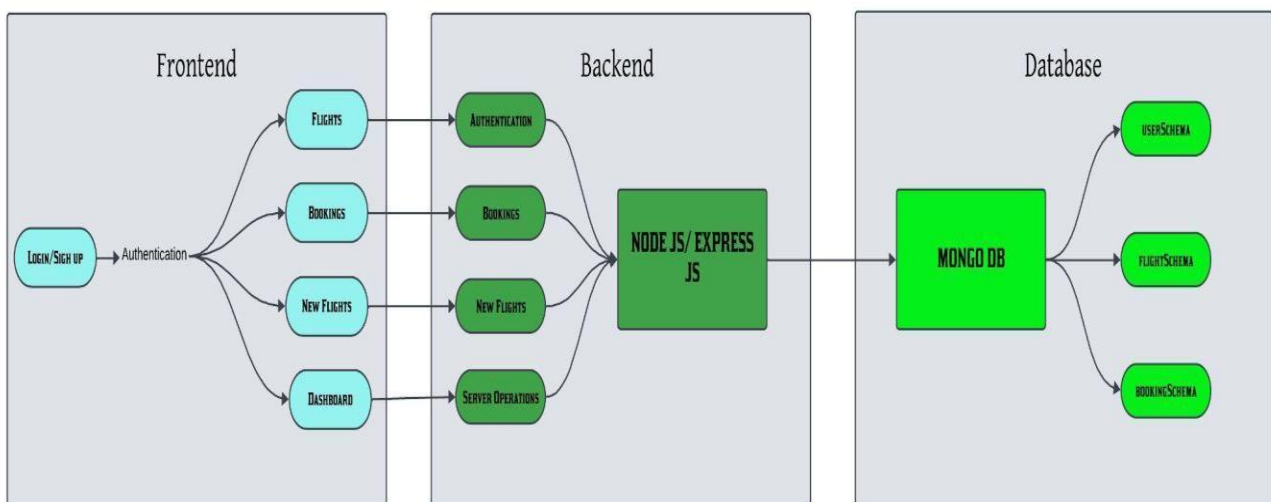 Frontend
Backend
Database
Flights
Authentication
userSchema
Bookings
Bookings
Node JS/ Express
JS
Mongo DB
Login/Sigh up
Authentication
flightSchema
New Flights
New Flights
Dashboard
Server Operations
bookingSchema